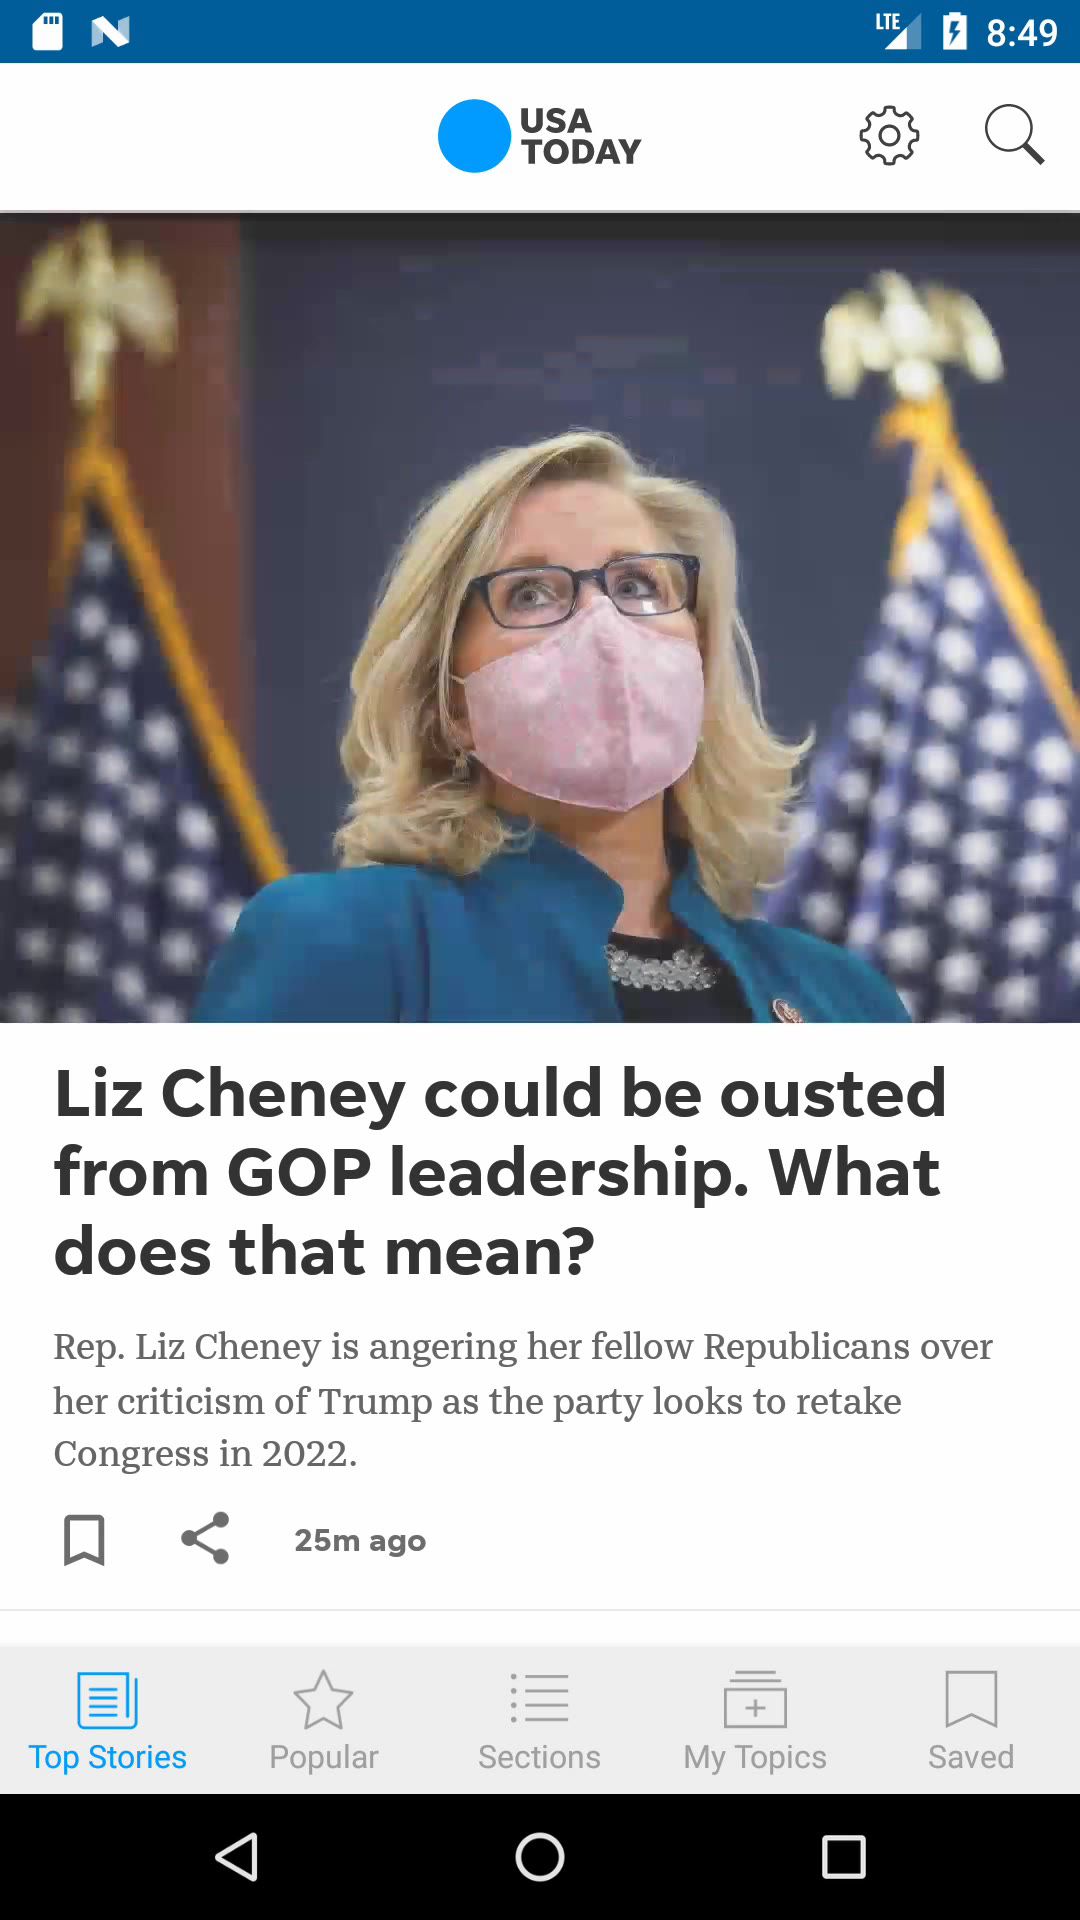 LTE 8:49
USA
TODAY
Liz Cheney could be ousted
from GOP leadership. What
does that mean?
Rep. Liz Cheney is angering her fellow Republicans over
her criticism of Trump as the party looks to retake
Congress in 2022.
25m ago
Top Stories Popular Sections My Topics Saved